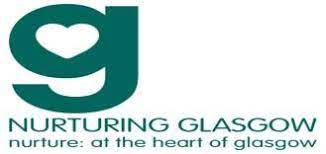 g
NURTURING GLASGOW
nurture: at the heart of glasgow